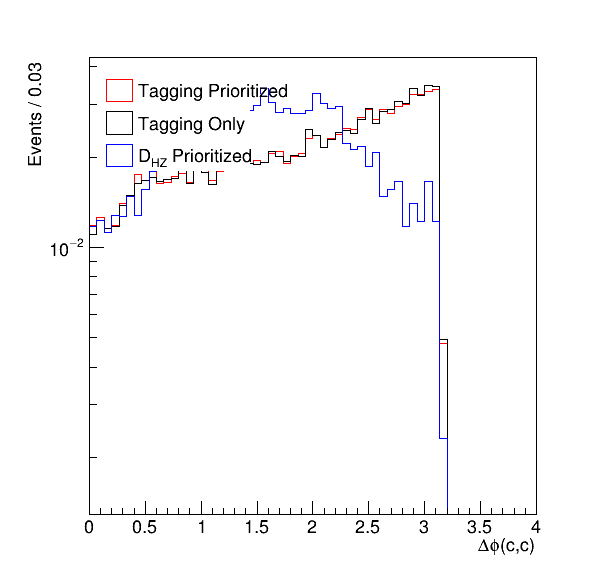 Events / 0.03
Tagging Prioritized
Tagging Only
D_HZ Prioritized
10^−2
0 0.5 1 1.5 2 2.5 3 3.5 4
Δϕ(c,c)